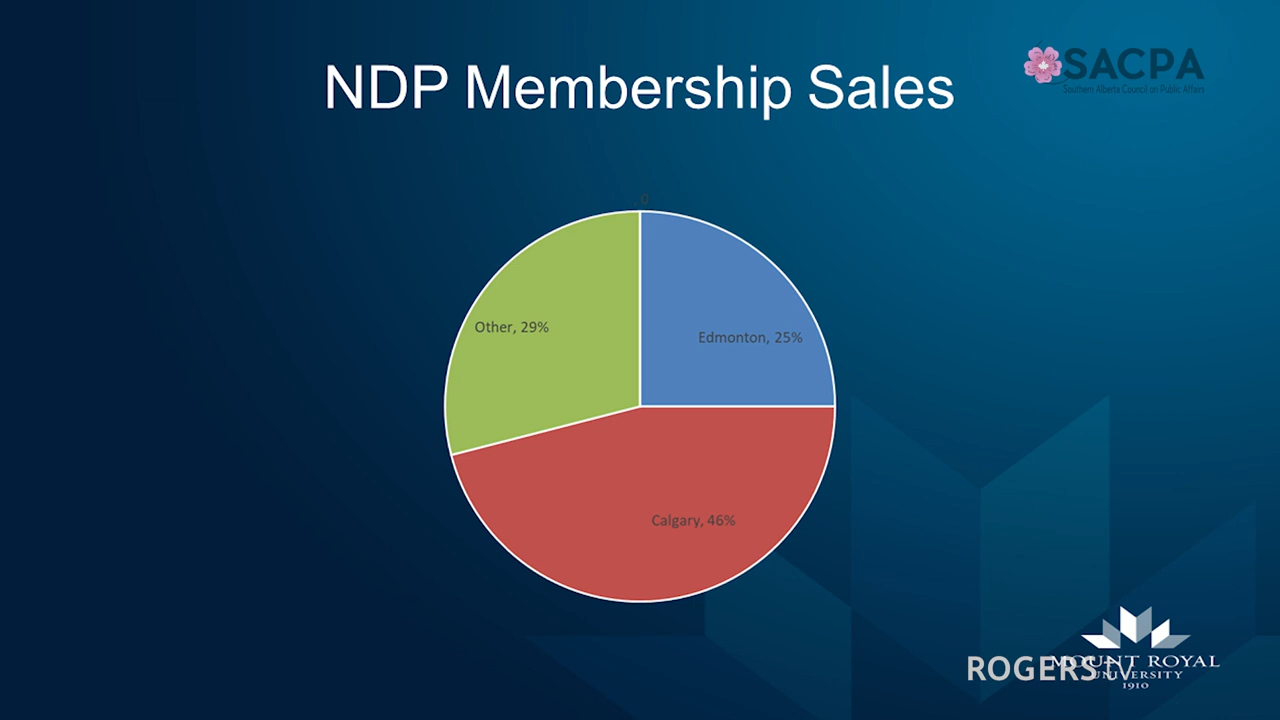 NDP Membership Sales
SACPA
Southern Alberta Council on Public Affairs
0
Other, 29%
Edmonton, 25%
Calgary, 46%
MOUNT ROYAL
UNIVERSITY
1910
ROGERS tv